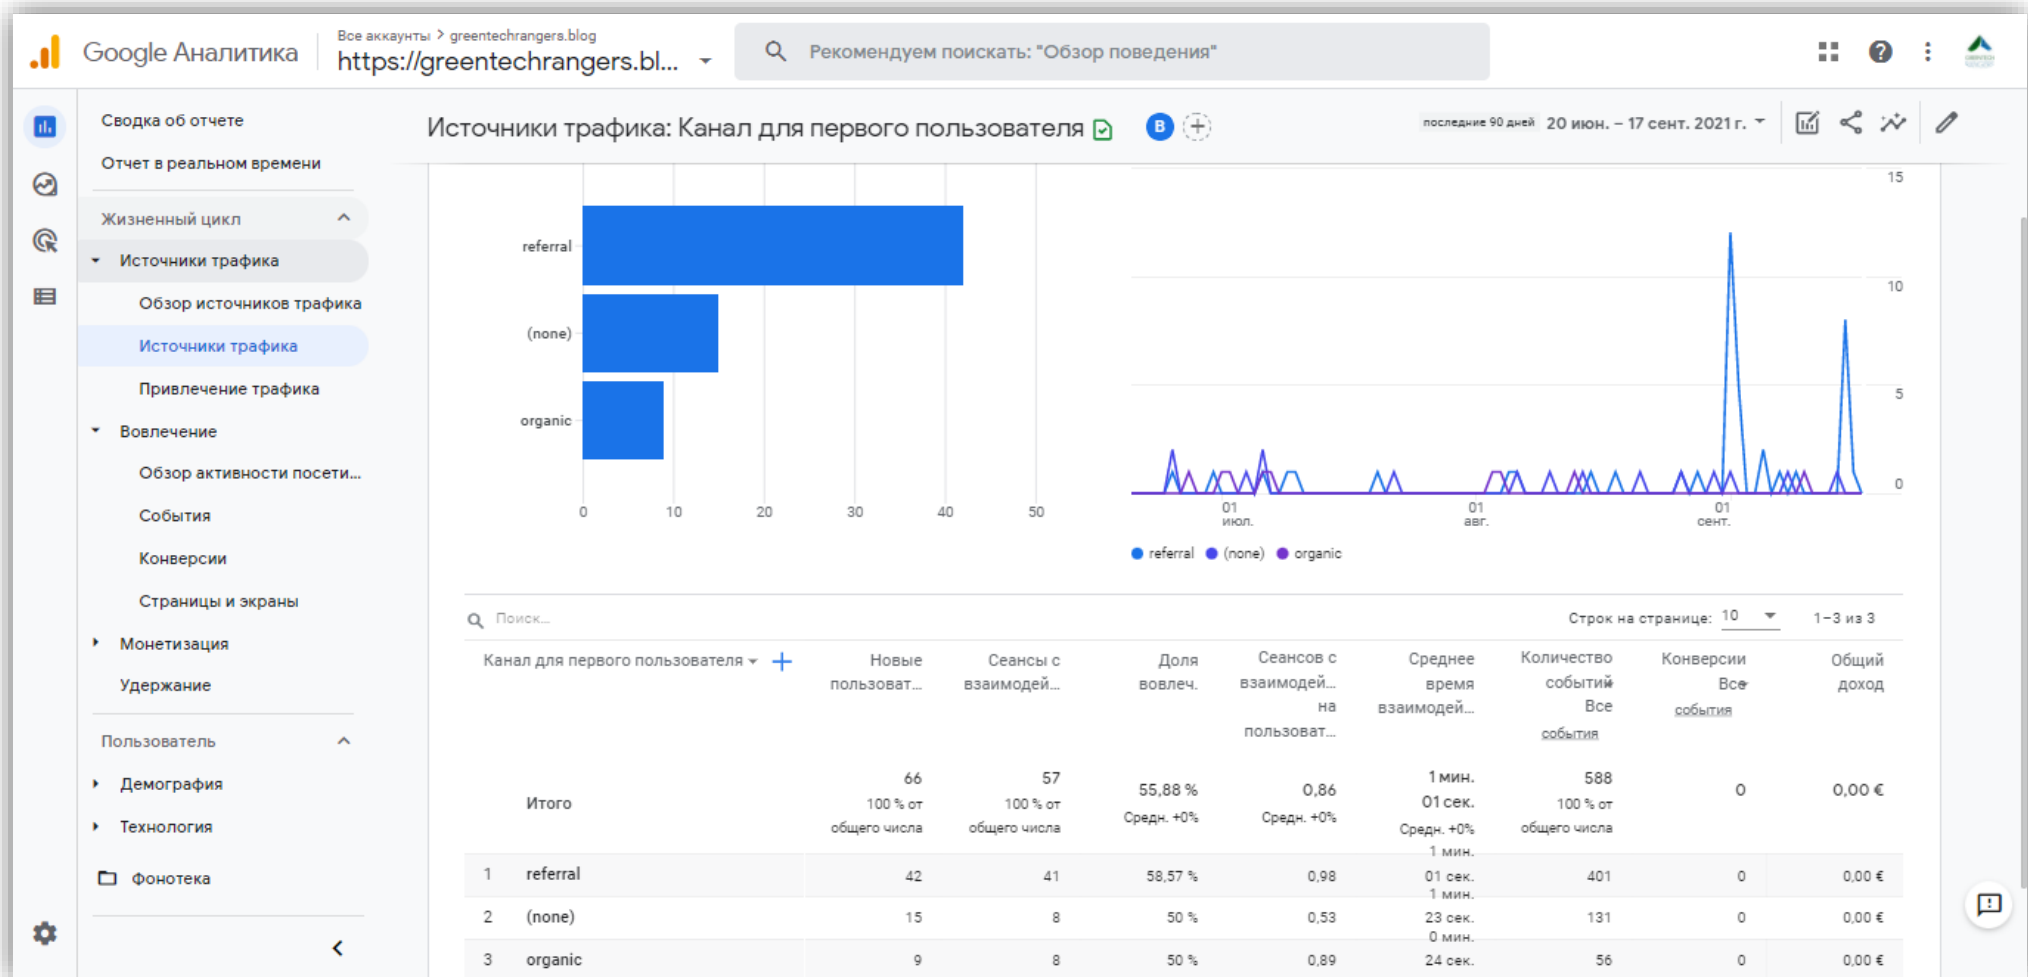 Google Аналитика
Все аккаунты > greentechrangers.blog
https://greentechrangers.bl...
Рекомендуем поискать: "Обзор поведения"
Сводка об отчете
Отчет в реальном времени
Жизненный цикл
Источники трафика
Обзор источников трафика
Источники трафика
Привлечение трафика
Вовлечение
Обзор активности посети...
События
Конверсии
Страницы и экраны
Монетизация
Удержание
Пользователь
Демография
Технология
Фонотека
Источники трафика: Канал для первого пользователя
B
последние 90 дней 20 июн. – 17 сент. 2021 г.
referral
(none)
organic
0 10 20 30 40 50
15
10
5
0
01 июл.
01 авг.
01 сент.
referral (none) organic
Поиск...
Строк на странице: 10 1–3 из 3
Канал для первого пользователя
Новые пользоват...
Сеансы с взаимодей...
Доля вовлеч.
Сеансов с взаимодей... на пользоват...
Среднее время взаимодей...
Количество событий Все события
Конверсии Все события
Общий доход
Итого
66 100 % от общего числа
57 100 % от общего числа
55,88 % Средн. +0%
0,86 Средн. +0%
1 мин. 01 сек. Средн. +0%
588 100 % от общего числа
0
0,00 €
1 referral 42 41 58,57 % 0,98 1 мин. 01 сек. 401 0 0,00 €
2 (none) 15 8 50 % 0,53 1 мин. 23 сек. 131 0 0,00 €
3 organic 9 8 50 % 0,89 0 мин. 24 сек. 56 0 0,00 €